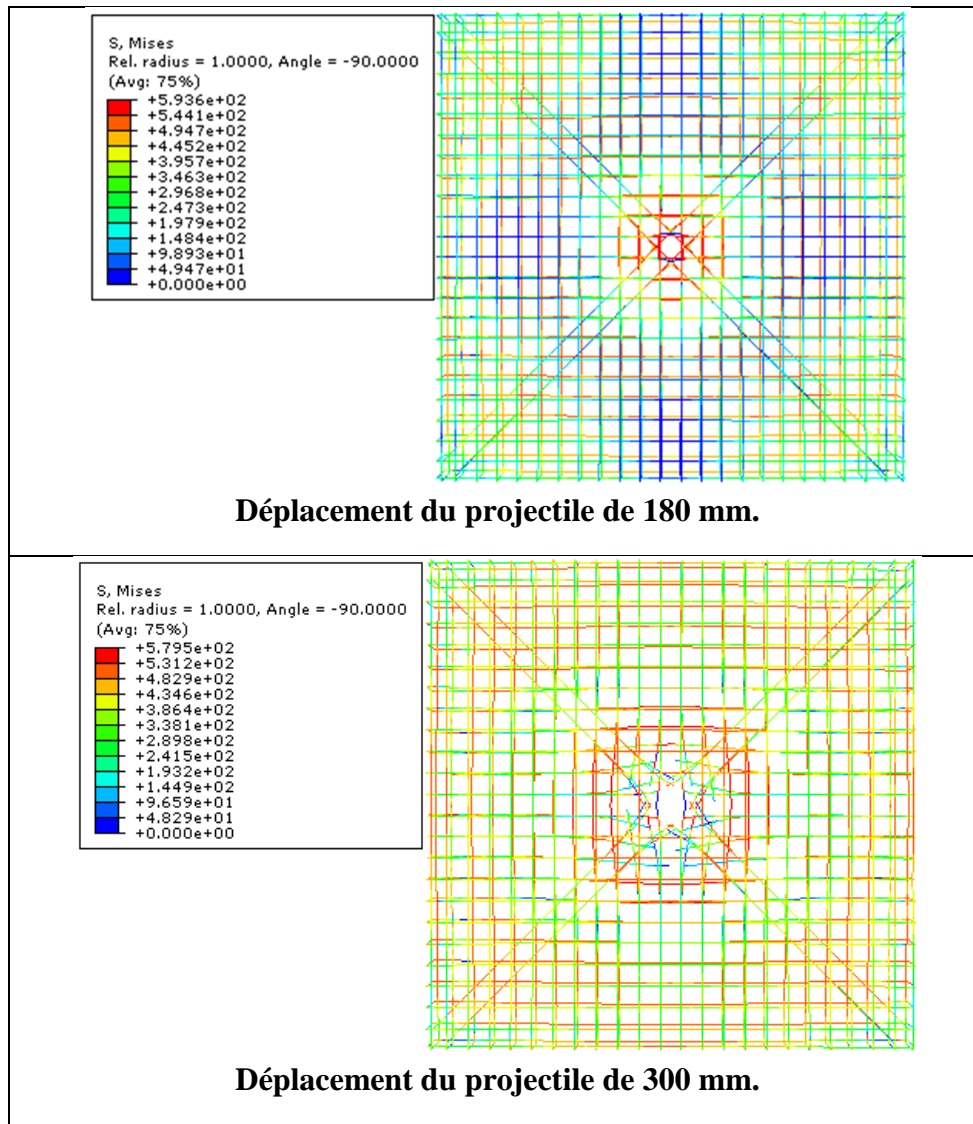 S, Mises
Rel. radius = 1.0000, Angle = -90.0000
(Avg: 75%)
+5.936e+02
+5.441e+02
+4.947e+02
+4.452e+02
+3.957e+02
+3.463e+02
+2.968e+02
+2.473e+02
+1.979e+02
+1.484e+02
+9.893e+01
+4.947e+01
+0.000e+00
Déplacement du projectile de 180 mm.
S, Mises
Rel. radius = 1.0000, Angle = -90.0000
(Avg: 75%)
+5.795e+02
+5.312e+02
+4.829e+02
+4.346e+02
+3.864e+02
+3.381e+02
+2.898e+02
+2.415e+02
+1.932e+02
+1.449e+02
+9.659e+01
+4.829e+01
+0.000e+00
Déplacement du projectile de 300 mm.